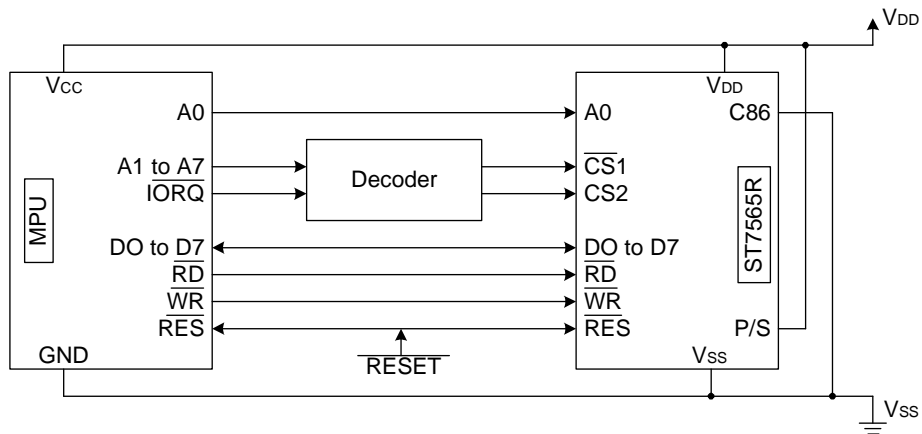 VDD
VCC
VDD
A0
A0
C86
A1 to A7
IORQ
Decoder
CS1
CS2
MPU
ST7565R
DO to D7
DO to D7
RD
RD
WR
WR
RES
RES
P/S
GND
RESET
VSS
VSS